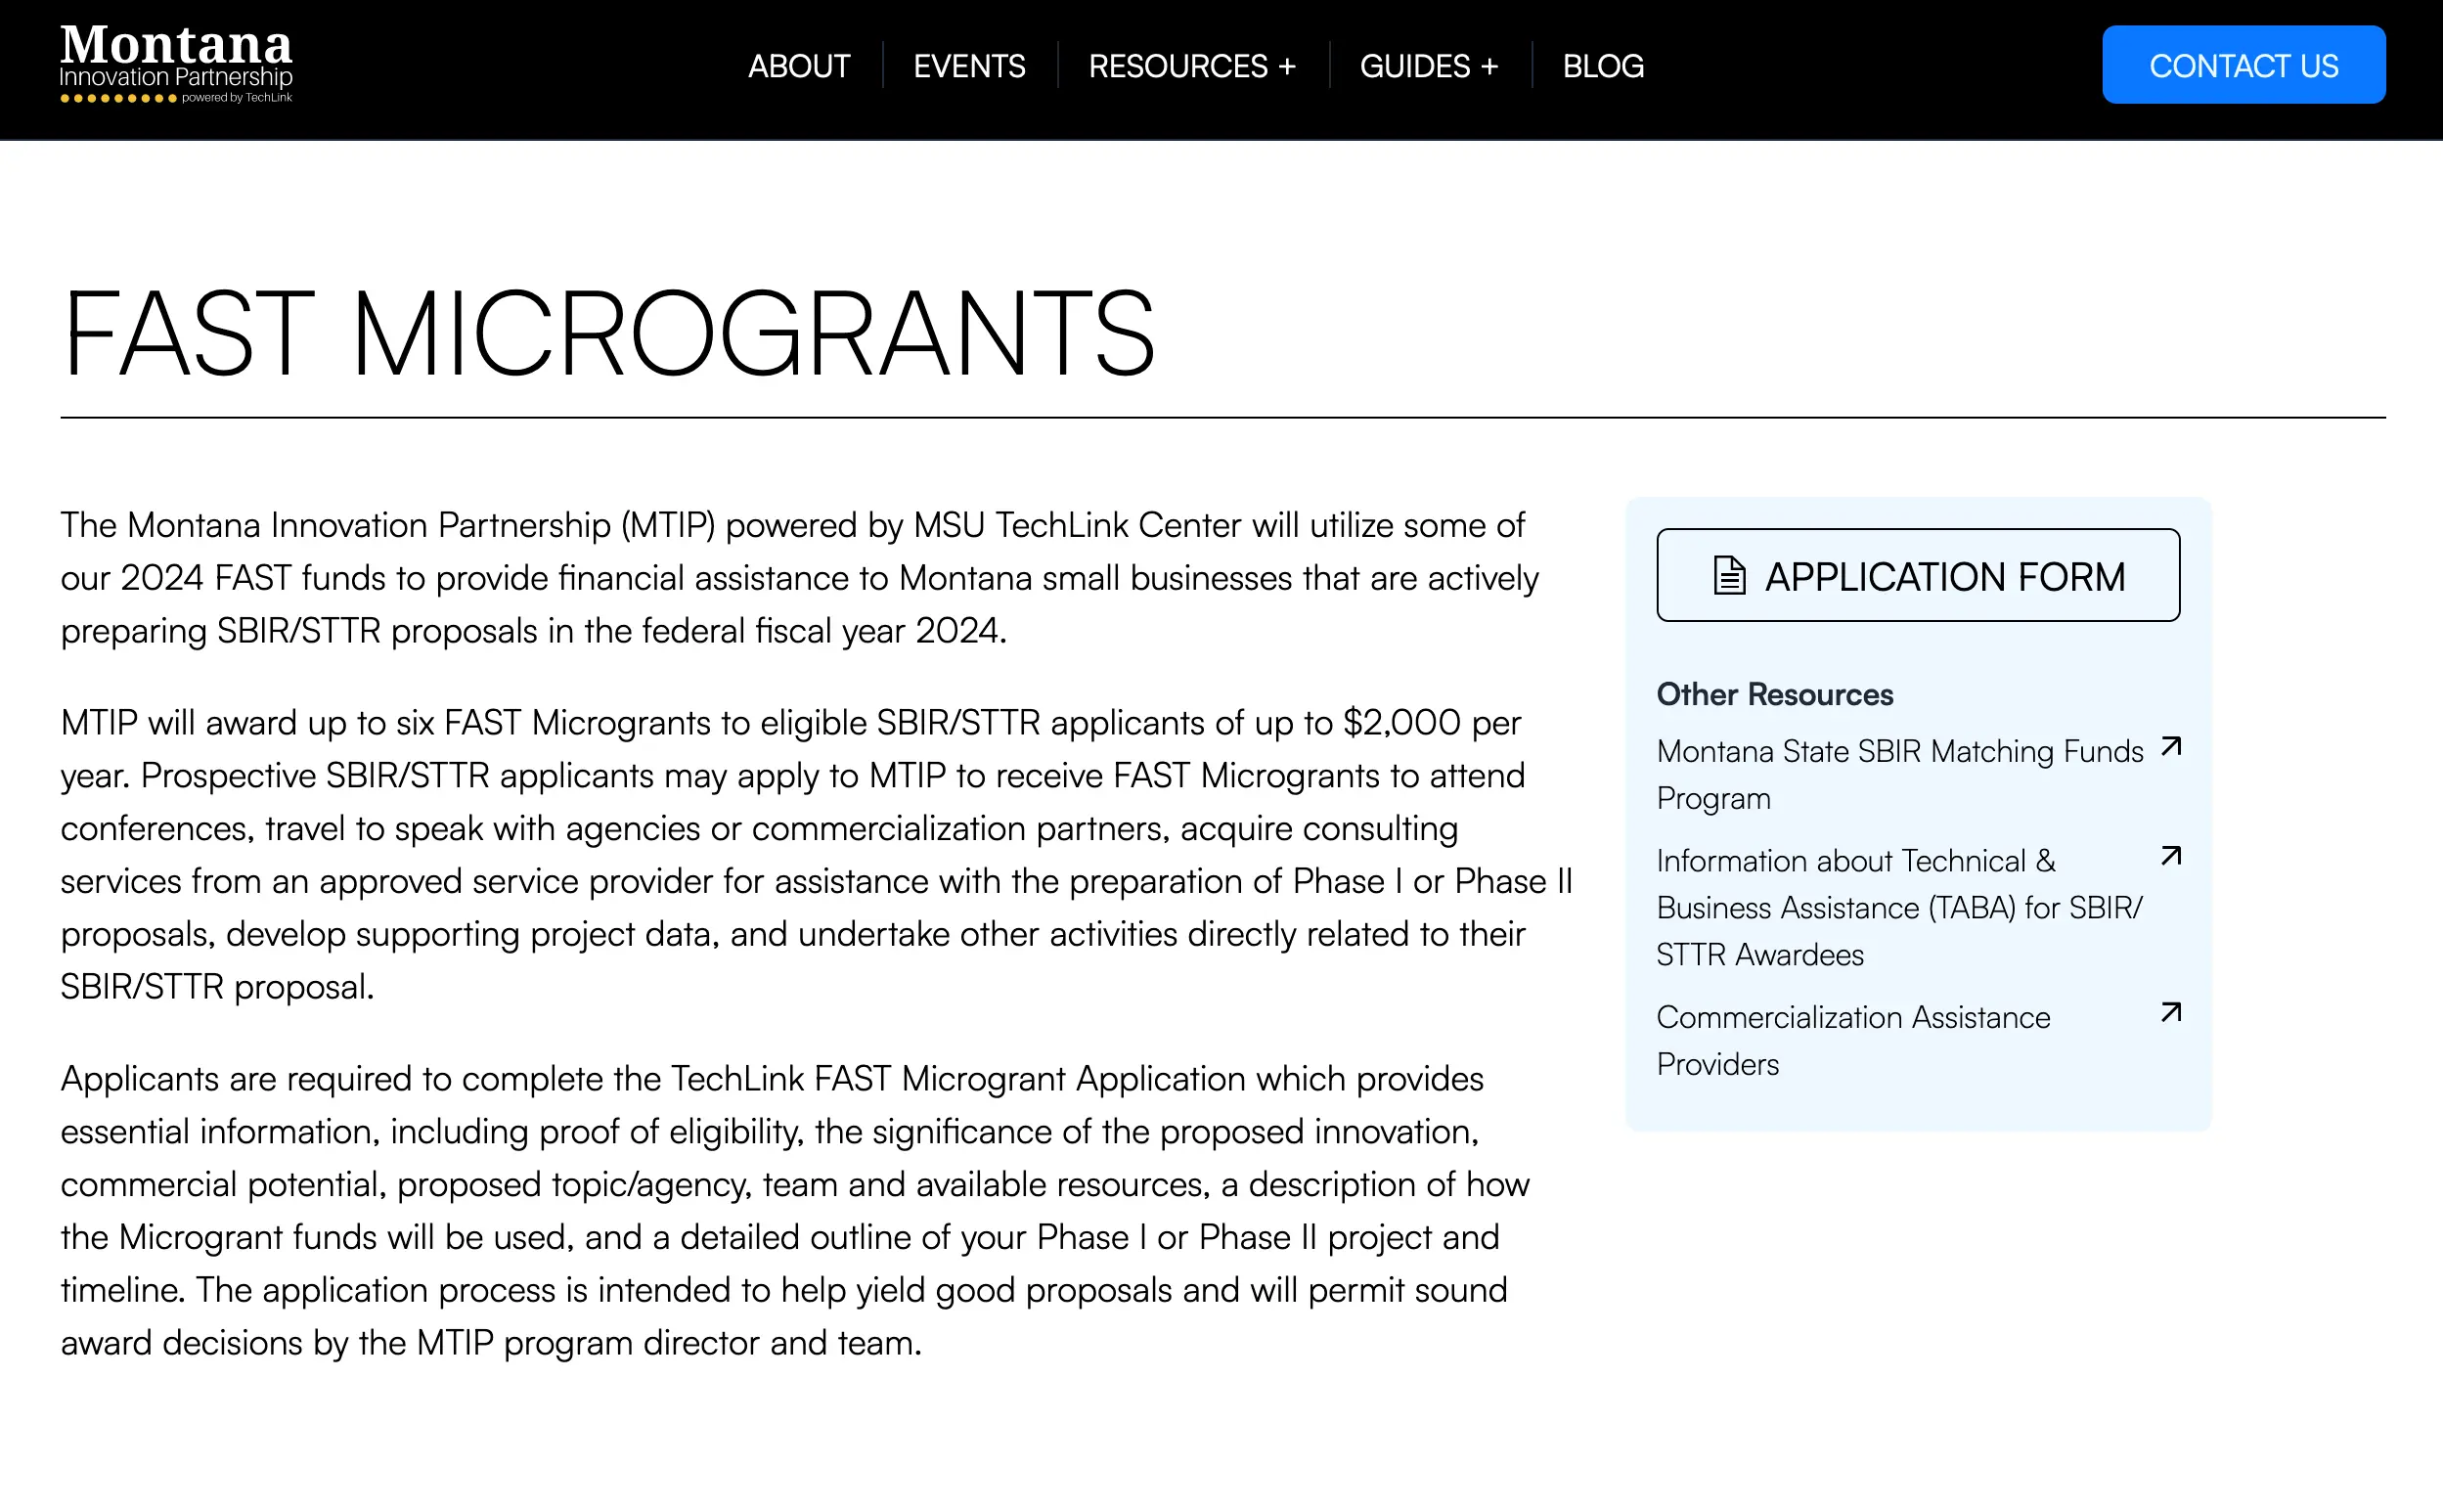 Montana
Innovation Partnership
powered by TechLink
ABOUT
EVENTS
RESOURCES +
GUIDES +
BLOG
CONTACT US
FAST MICROGRANTS
The Montana Innovation Partnership (MTIP) powered by MSU TechLink Center will utilize some of
our 2024 FAST funds to provide financial assistance to Montana small businesses that are actively
preparing SBIR/STTR proposals in the federal fiscal year 2024.
MTIP will award up to six FAST Microgrants to eligible SBIR/STTR applicants of up to $2,000 per
year. Prospective SBIR/STTR applicants may apply to MTIP to receive FAST Microgrants to attend
conferences, travel to speak with agencies or commercialization partners, acquire consulting
services from an approved service provider for assistance with the preparation of Phase I or Phase II
proposals, develop supporting project data, and undertake other activities directly related to their
SBIR/STTR proposal.
Applicants are required to complete the TechLink FAST Microgrant Application which provides
essential information, including proof of eligibility, the significance of the proposed innovation,
commercial potential, proposed topic/agency, team and available resources, a description of how
the Microgrant funds will be used, and a detailed outline of your Phase I or Phase II project and
timeline. The application process is intended to help yield good proposals and will permit sound
award decisions by the MTIP program director and team.
APPLICATION FORM
Other Resources
Montana State SBIR Matching Funds
Program
Information about Technical &
Business Assistance (TABA) for SBIR/
STTR Awardees
Commercialization Assistance
Providers